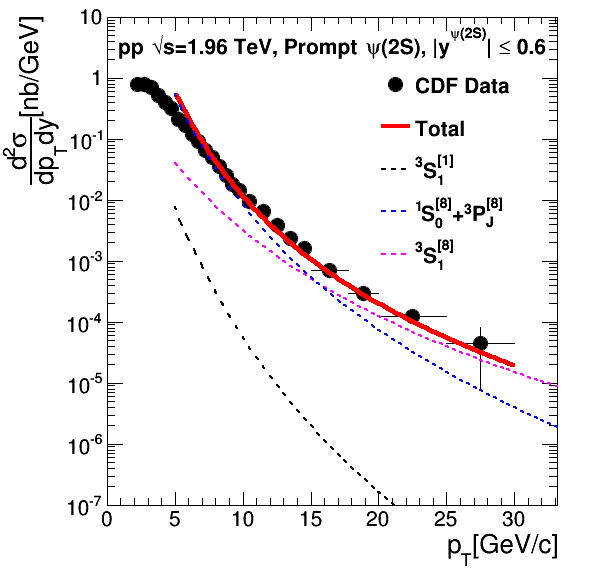 pp √s=1.96 TeV, Prompt ψ(2S), |y^ψ(2S)| ≤ 0.6
CDF Data
Total
³S₁^[1]
¹S₀^[8]+³P_J^[8]
³S₁^[8]
d²σ/dp_Tdy[nb/GeV]
10
1
10⁻¹
10⁻²
10⁻³
10⁻⁴
10⁻⁵
10⁻⁶
10⁻⁷
0 5 10 15 20 25 30
p_T[GeV/c]